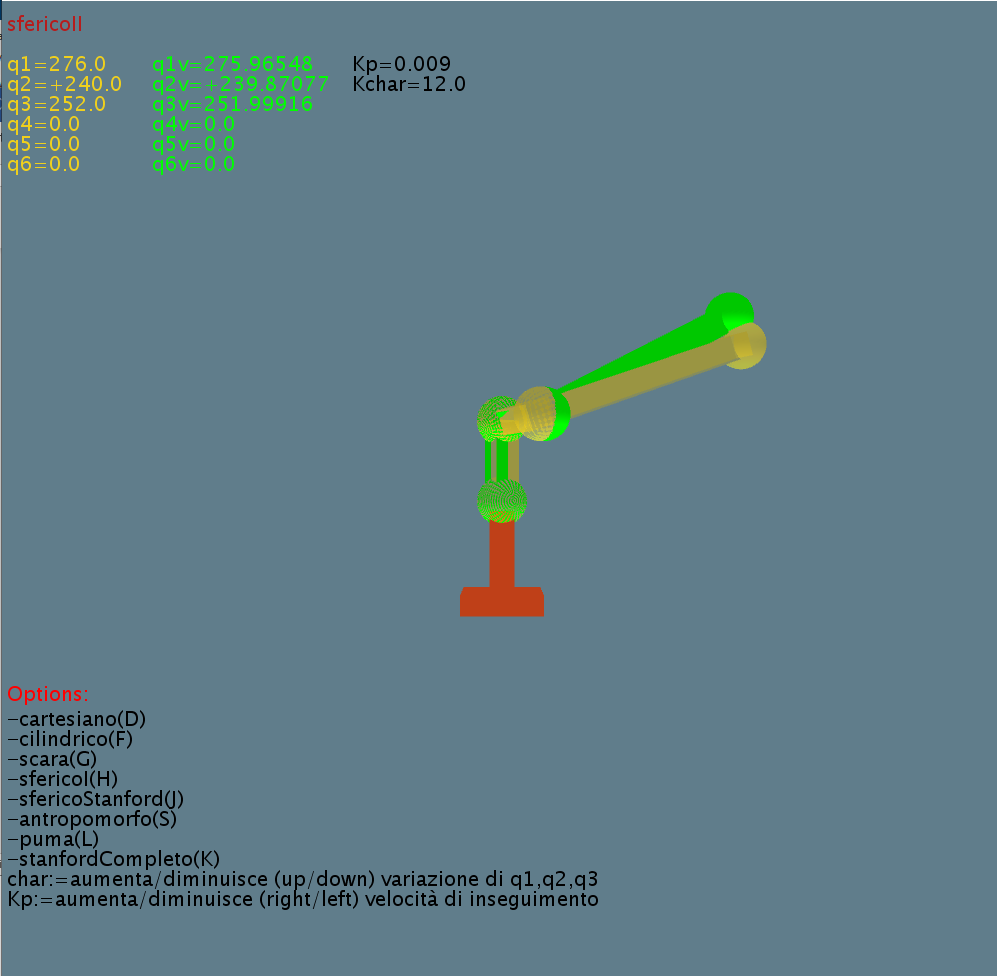 sfericoII
q1=276.0 q1v=275.96548 Kp=0.009
q2=+240.0 q2v=+239.87077 Kchar=12.0
q3=252.0 q3v=251.99916
q4=0.0 q4v=0.0
q5=0.0 q5v=0.0
q6=0.0 q6v=0.0
Options:
-cartesiano(D)
-cilindrico(F)
-scara(G)
-sfericoI(H)
-sfericoStanford(J)
-antropomorfo(S)
-puma(L)
-stanfordCompleto(K)
char:=aumenta/diminuisce (up/down) variazione di q1,q2,q3
Kp:=aumenta/diminuisce (right/left) velocità di inseguimento